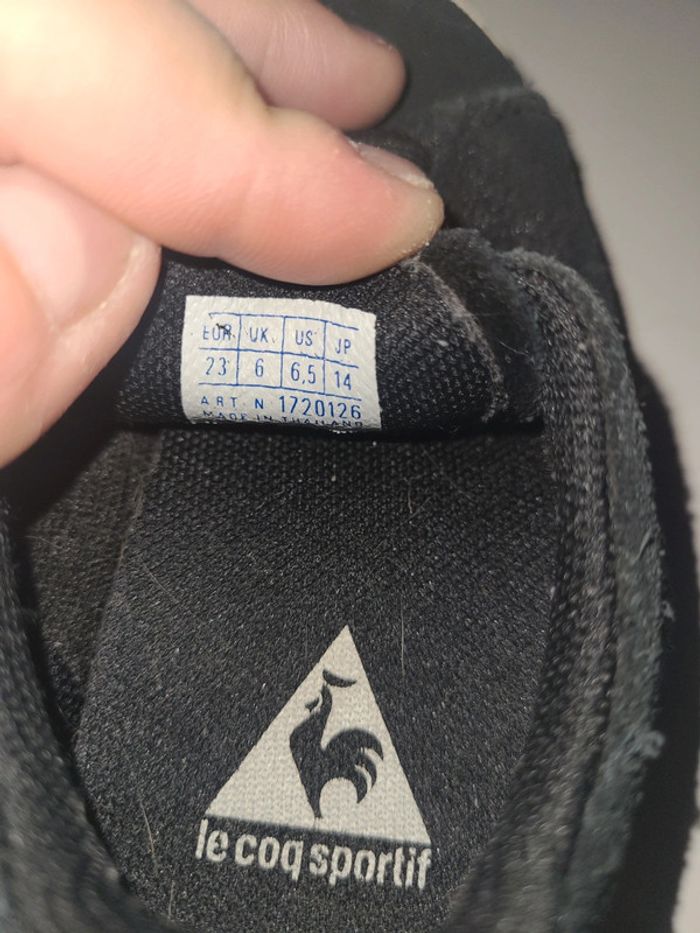 EUR UK US JP
23 6 6,5 14
ART. N 1720126
MADE IN THAILAND
le coq sportif